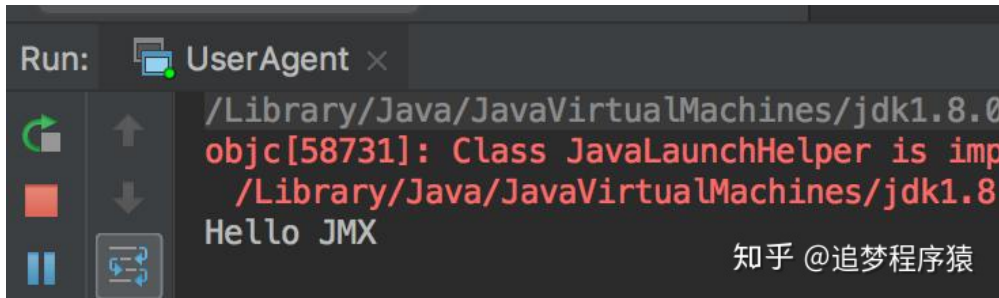 Run: UserAgent ×
/Library/Java/JavaVirtualMachines/jdk1.8.0
objc[58731]: Class JavaLaunchHelper is imp
/Library/Java/JavaVirtualMachines/jdk1.8
Hello JMX
知乎 @追梦程序猿